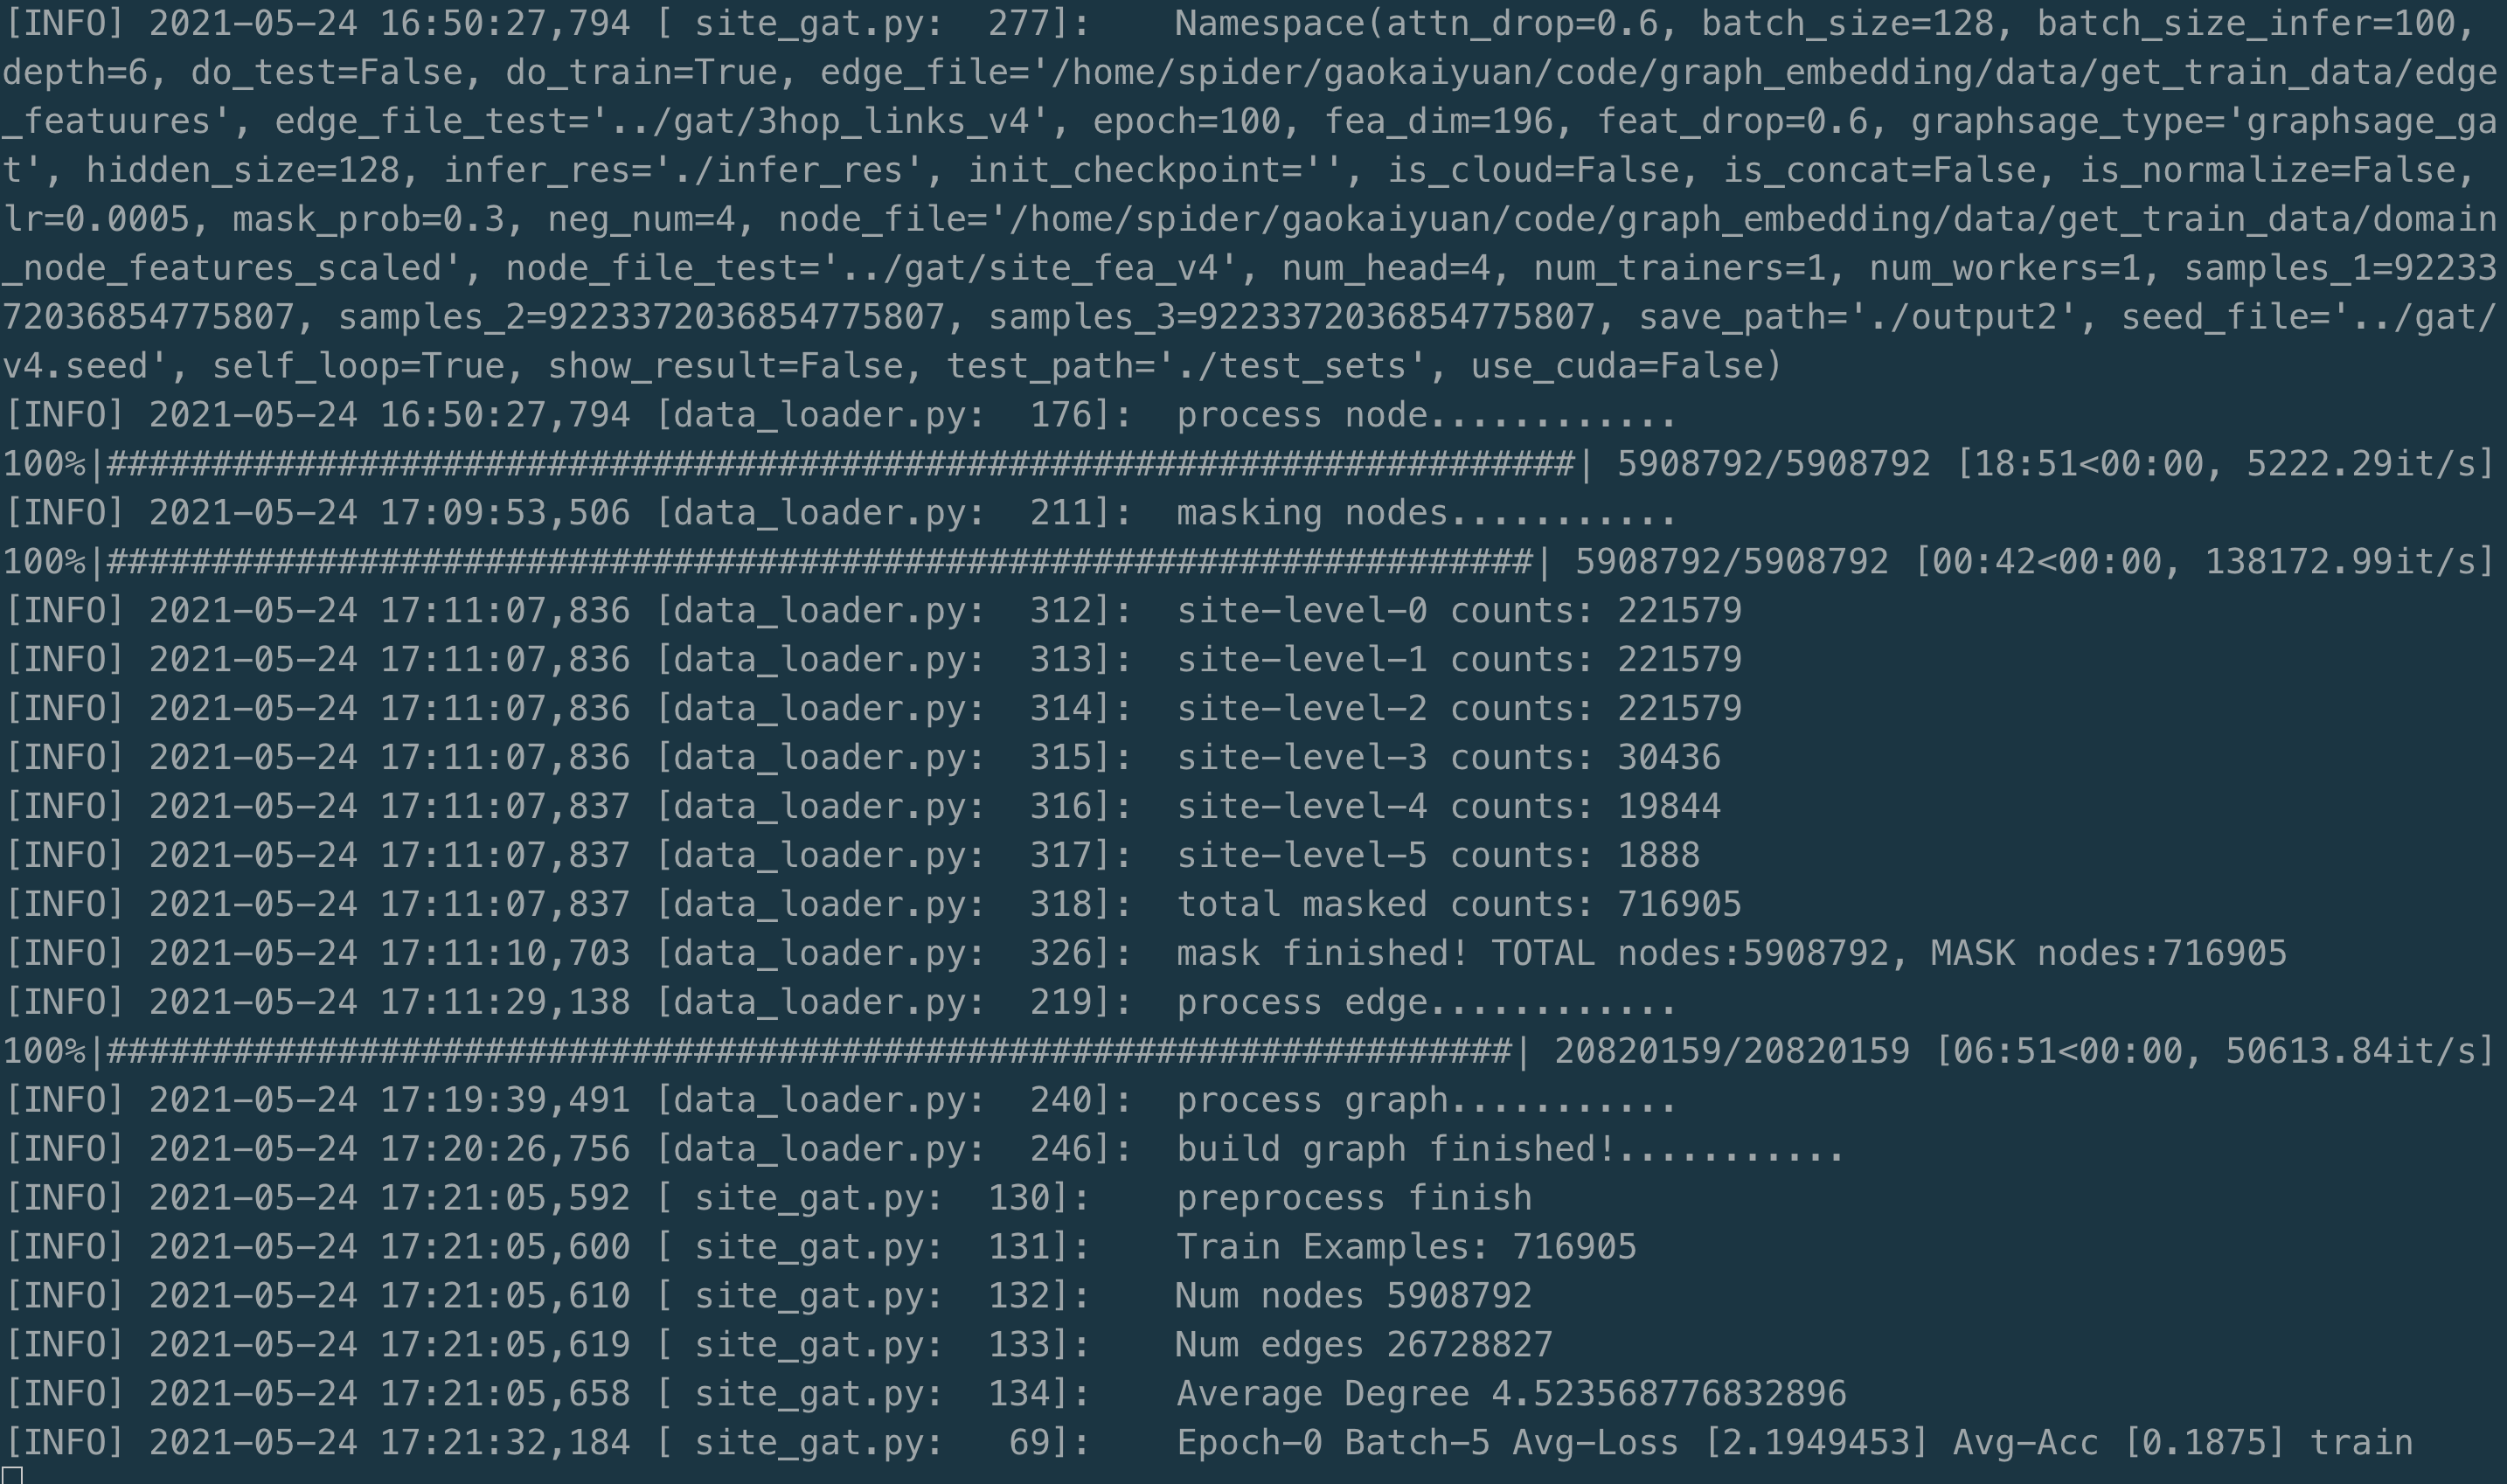 [INFO] 2021-05-24 16:50:27,794 [ site_gat.py:  277]:    Namespace(attn_drop=0.6, batch_size=128, batch_size_infer=100,
depth=6, do_test=False, do_train=True, edge_file='/home/spider/gaokaiyuan/code/graph_embedding/data/get_train_data/edge
_featuures', edge_file_test='../gat/3hop_links_v4', epoch=100, fea_dim=196, feat_drop=0.6, graphsage_type='graphsage_ga
t', hidden_size=128, infer_res='./infer_res', init_checkpoint='', is_cloud=False, is_concat=False, is_normalize=False,
lr=0.0005, mask_prob=0.3, neg_num=4, node_file='/home/spider/gaokaiyuan/code/graph_embedding/data/get_train_data/domain
_node_features_scaled', node_file_test='../gat/site_fea_v4', num_head=4, num_trainers=1, num_workers=1, samples_1=92233
72036854775807, samples_2=9223372036854775807, samples_3=9223372036854775807, save_path='./output2', seed_file='../gat/
v4.seed', self_loop=True, show_result=False, test_path='./test_sets', use_cuda=False)
[INFO] 2021-05-24 16:50:27,794 [data_loader.py:  176]:  process node............
100%|######################################################################| 5908792/5908792 [18:51<00:00, 5222.29it/s]
[INFO] 2021-05-24 17:09:53,506 [data_loader.py:  211]:  masking nodes...........
100%|####################################################################| 5908792/5908792 [00:42<00:00, 138172.99it/s]
[INFO] 2021-05-24 17:11:07,836 [data_loader.py:  312]:  site-level-0 counts: 221579
[INFO] 2021-05-24 17:11:07,836 [data_loader.py:  313]:  site-level-1 counts: 221579
[INFO] 2021-05-24 17:11:07,836 [data_loader.py:  314]:  site-level-2 counts: 221579
[INFO] 2021-05-24 17:11:07,836 [data_loader.py:  315]:  site-level-3 counts: 30436
[INFO] 2021-05-24 17:11:07,837 [data_loader.py:  316]:  site-level-4 counts: 19844
[INFO] 2021-05-24 17:11:07,837 [data_loader.py:  317]:  site-level-5 counts: 1888
[INFO] 2021-05-24 17:11:07,837 [data_loader.py:  318]:  total masked counts: 716905
[INFO] 2021-05-24 17:11:10,703 [data_loader.py:  326]:  mask finished! TOTAL nodes:5908792, MASK nodes:716905
[INFO] 2021-05-24 17:11:29,138 [data_loader.py:  219]:  process edge............
100%|###################################################################| 20820159/20820159 [06:51<00:00, 50613.84it/s]
[INFO] 2021-05-24 17:19:39,491 [data_loader.py:  240]:  process graph...........
[INFO] 2021-05-24 17:20:26,756 [data_loader.py:  246]:  build graph finished!...........
[INFO] 2021-05-24 17:21:05,592 [ site_gat.py:  130]:    preprocess finish
[INFO] 2021-05-24 17:21:05,600 [ site_gat.py:  131]:    Train Examples: 716905
[INFO] 2021-05-24 17:21:05,610 [ site_gat.py:  132]:    Num nodes 5908792
[INFO] 2021-05-24 17:21:05,619 [ site_gat.py:  133]:    Num edges 26728827
[INFO] 2021-05-24 17:21:05,658 [ site_gat.py:  134]:    Average Degree 4.523568776832896
[INFO] 2021-05-24 17:21:32,184 [ site_gat.py:   69]:    Epoch-0 Batch-5 Avg-Loss [2.1949453] Avg-Acc [0.1875] train